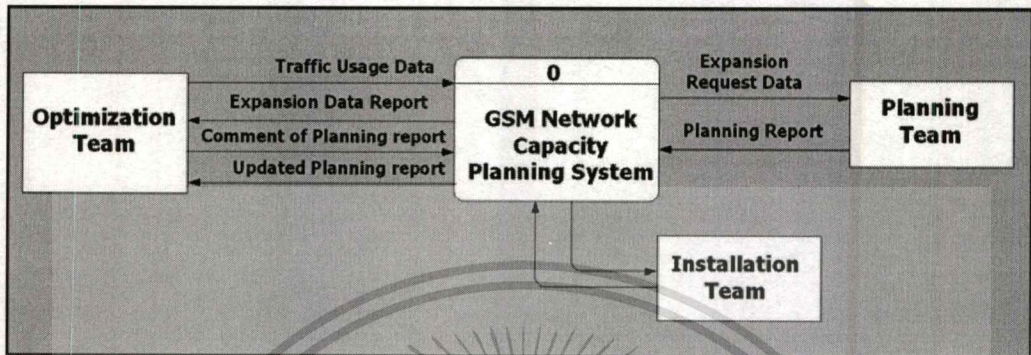 Optimization
Team
Traffic Usage Data
Expansion Data Report
Comment of Planning report
Updated Planning report
0
GSM Network
Capacity
Planning System
Expansion
Request Data
Planning Report
Planning
Team
Installation
Team